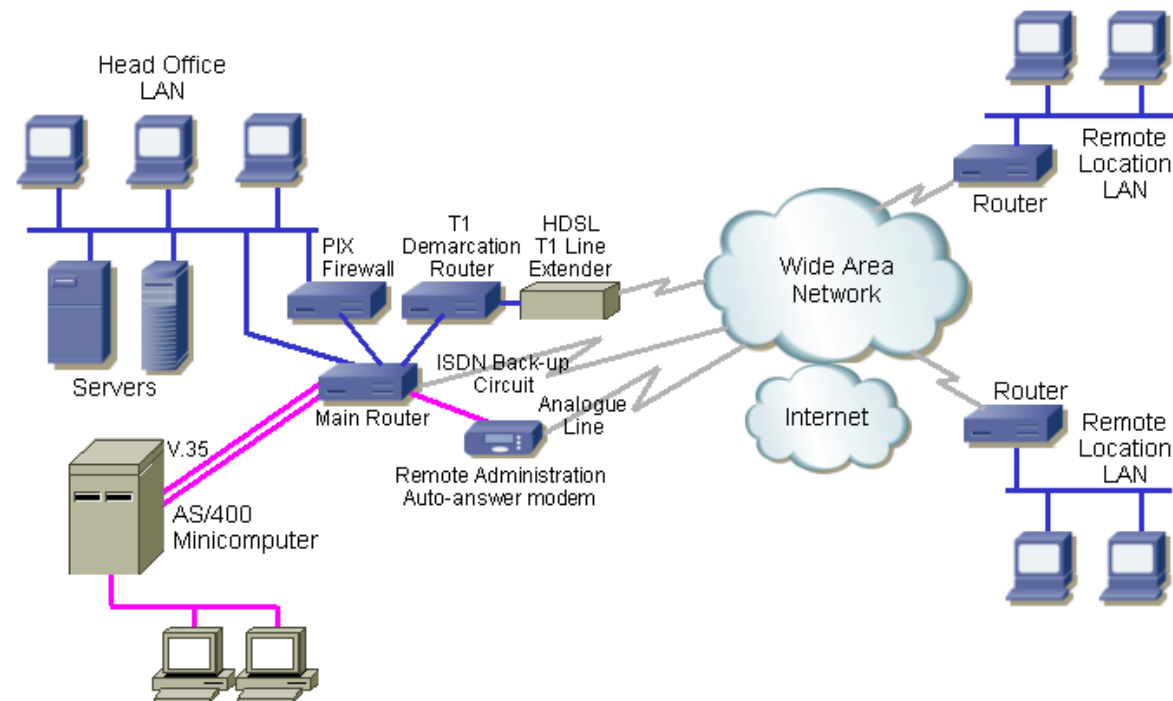 Head Office
LAN
PIX
Firewall
T1
Demarcation
Router
HDSL
T1 Line
Extender
Servers
Main Router
ISDN Back-up
Circuit
Analogue
Line
Remote Administration
Auto-answer modem
V.35
AS/400
Minicomputer
Wide Area
Network
Internet
Router
Remote
Location
LAN
Router
Remote
Location
LAN